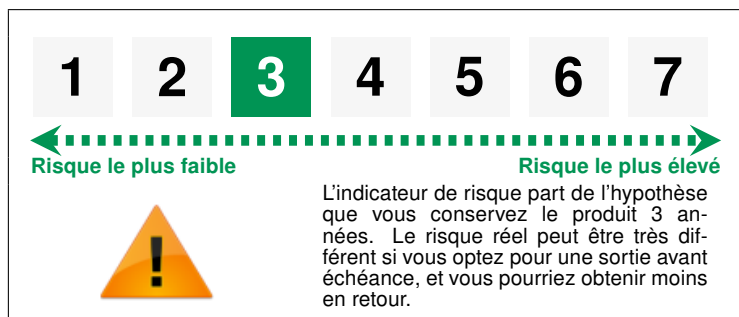 1 2 3 4 5 6 7
Risque le plus faible Risque le plus élevé
L'indicateur de risque part de l'hypothèse
que vous conservez le produit 3 an-
nées. Le risque réel peut être très dif-
férent si vous optez pour une sortie avant
échéance, et vous pourriez obtenir moins
en retour.